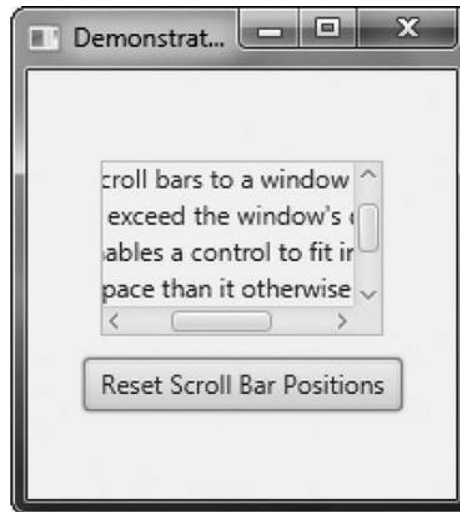 Demonstrat...
croll bars to a window
exceed the window's
ables a control to fit in
pace than it otherwise
Reset Scroll Bar Positions